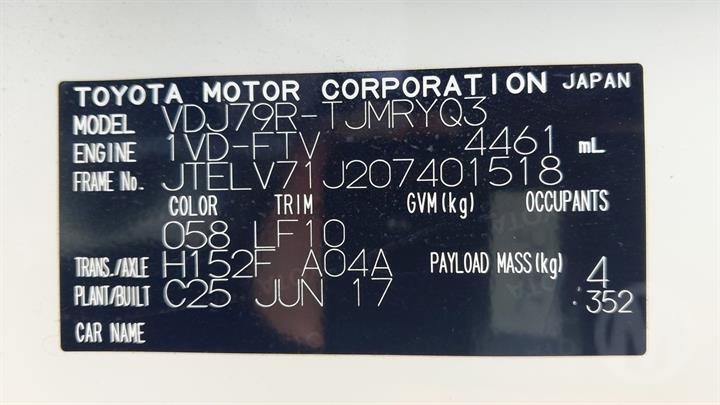 TOYOTA MOTOR CORPORATION JAPAN
MODEL VDJ79R-TJMRYQ3
ENGINE 1VD-FTV 4461 mL
FRAME No. JTELV71J207401518
COLOR TRIM GVM(kg) OCCUPANTS
058 LF10
TRANS./AXLE H152F A04A PAYLOAD MASS(kg) 4
PLANT/BUILT C25 JUN 17 :352
CAR NAME